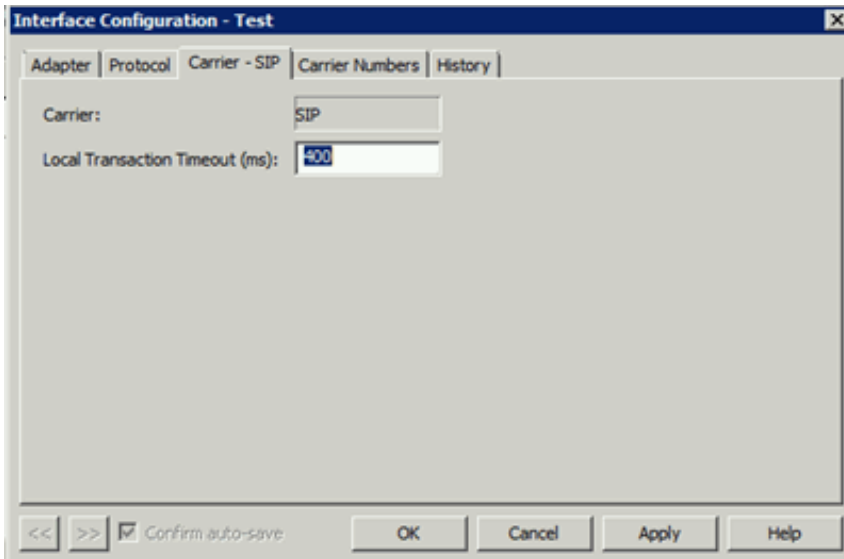 Interface Configuration - Test
Adapter Protocol Carrier - SIP Carrier Numbers History
Carrier: SIP
Local Transaction Timeout (ms): 400
<< >> Confirm auto-save OK Cancel Apply Help